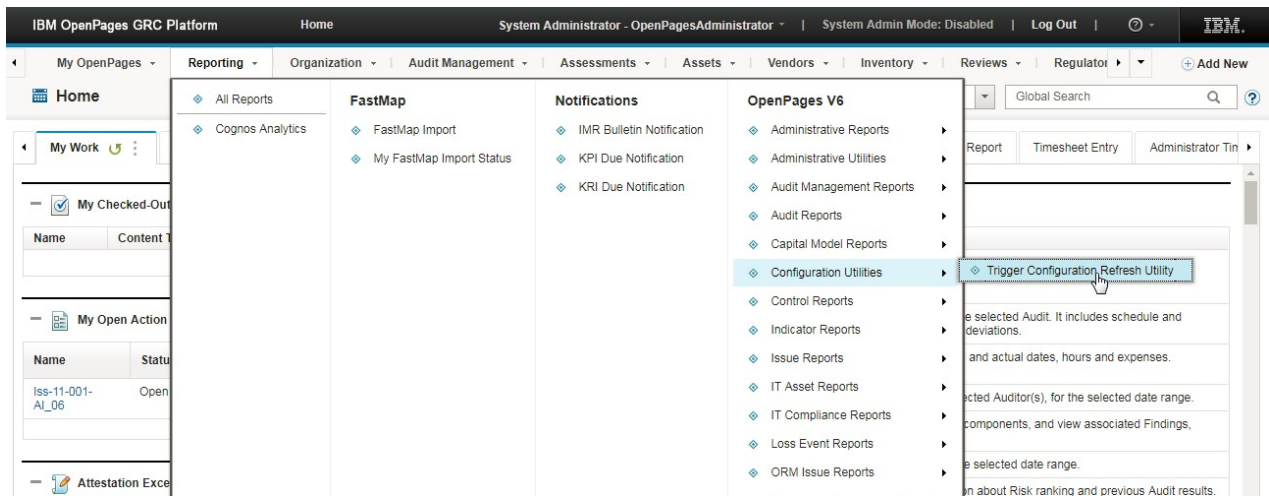 IBM OpenPages GRC Platform Home System Administrator - OpenPagesAdministrator | System Admin Mode: Disabled | Log Out | IBM.
My OpenPages Reporting Organization Audit Management Assessments Assets Vendors Inventory Reviews Regulator Add New
Home
Global Search
All Reports
Cognos Analytics
FastMap
FastMap Import
My FastMap Import Status
Notifications
IMR Bulletin Notification
KPI Due Notification
KRI Due Notification
OpenPages V6
Administrative Reports
Administrative Utilities
Audit Management Reports
Audit Reports
Capital Model Reports
Configuration Utilities
Control Reports
Indicator Reports
Issue Reports
IT Asset Reports
IT Compliance Reports
Loss Event Reports
ORM Issue Reports
Trigger Configuration Refresh Utility
My Work
Report Timesheet Entry Administrator Tim
My Checked-Out
Name Content T
My Open Action
Name Statu
Iss-11-001-
AI_06
Open
Attestation Exce
e selected Audit. It includes schedule and
deviations.
and actual dates, hours and expenses.
ected Auditor(s), for the selected date range.
components, and view associated Findings,
e selected date range.
on about Risk ranking and previous Audit results.